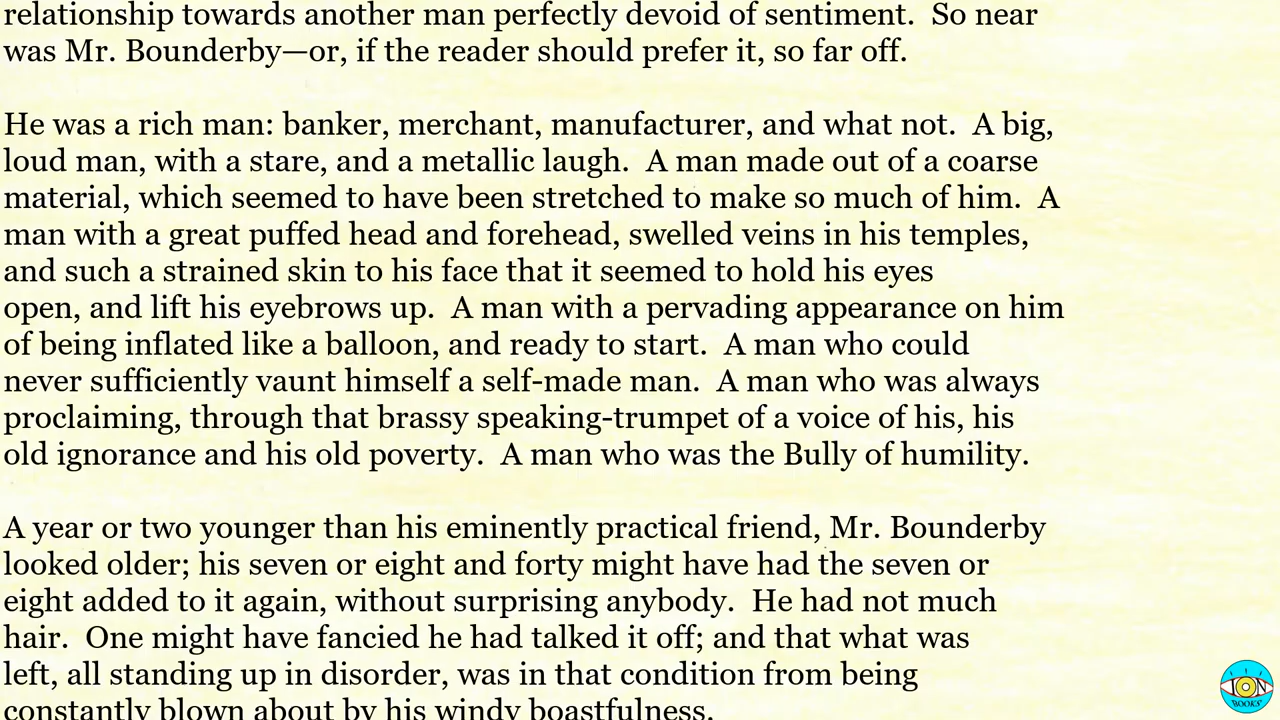 relationship towards another man perfectly devoid of sentiment.  So near
was Mr. Bounderby—or, if the reader should prefer it, so far off.
He was a rich man: banker, merchant, manufacturer, and what not.  A big,
loud man, with a stare, and a metallic laugh.  A man made out of a coarse
material, which seemed to have been stretched to make so much of him.  A
man with a great puffed head and forehead, swelled veins in his temples,
and such a strained skin to his face that it seemed to hold his eyes
open, and lift his eyebrows up.  A man with a pervading appearance on him
of being inflated like a balloon, and ready to start.  A man who could
never sufficiently vaunt himself a self-made man.  A man who was always
proclaiming, through that brassy speaking-trumpet of a voice of his, his
old ignorance and his old poverty.  A man who was the Bully of humility.
A year or two younger than his eminently practical friend, Mr. Bounderby
looked older; his seven or eight and forty might have had the seven or
eight added to it again, without surprising anybody.  He had not much
hair.  One might have fancied he had talked it off; and that what was
left, all standing up in disorder, was in that condition from being
constantly blown about by his windy boastfulness.
ION
BOOKS